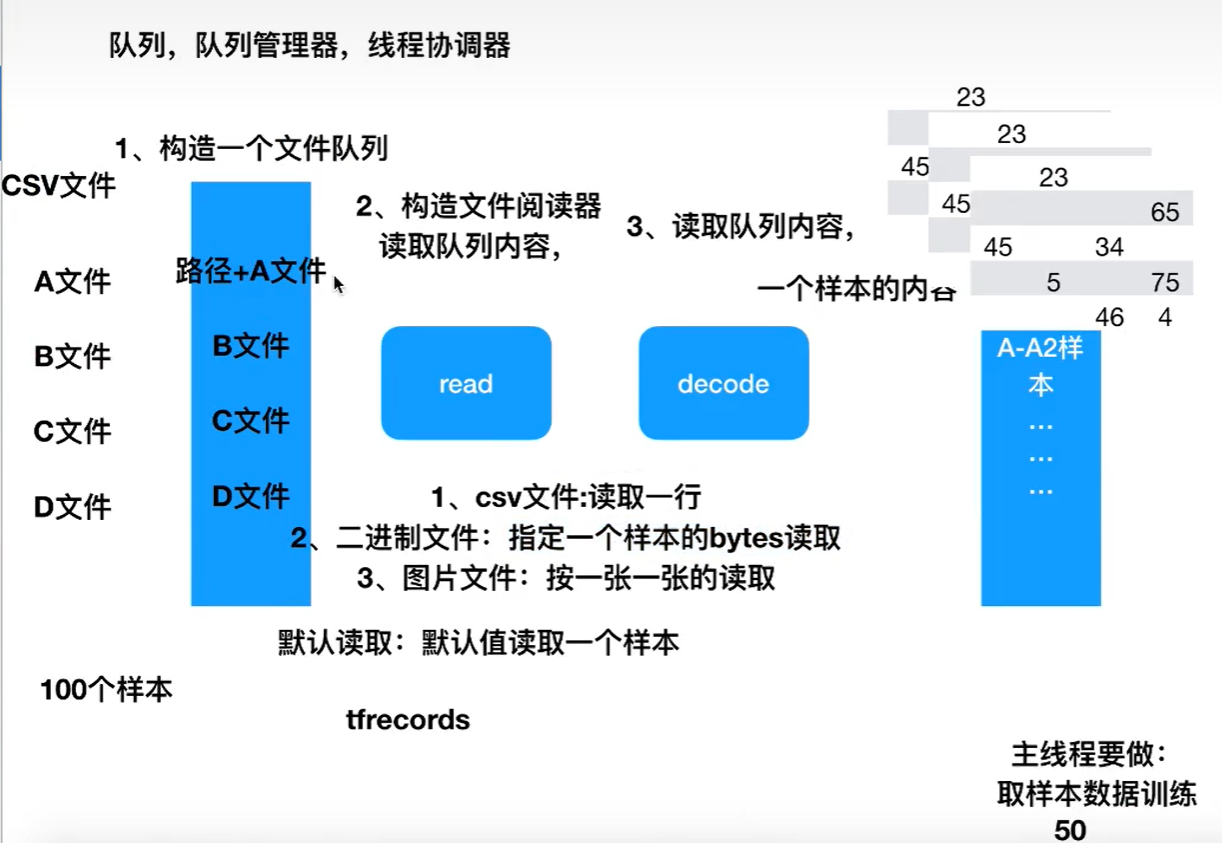 队列，队列管理器，线程协调器
1、构造一个文件队列
CSV文件
A文件
B文件
C文件
D文件
路径+A文件
B文件
C文件
D文件
2、构造文件阅读器
读取队列内容，
3、读取队列内容，
一个样本的内容
read
decode
1、csv文件:读取一行
2、二进制文件：指定一个样本的bytes读取
3、图片文件：按一张一张的读取
默认读取：默认值读取一个样本
100个样本
tfrecords
23
23
45
23
45
65
45 34
5 75
46 4
A-A2样
本
...
...
...
主线程要做：
取样本数据训练
50